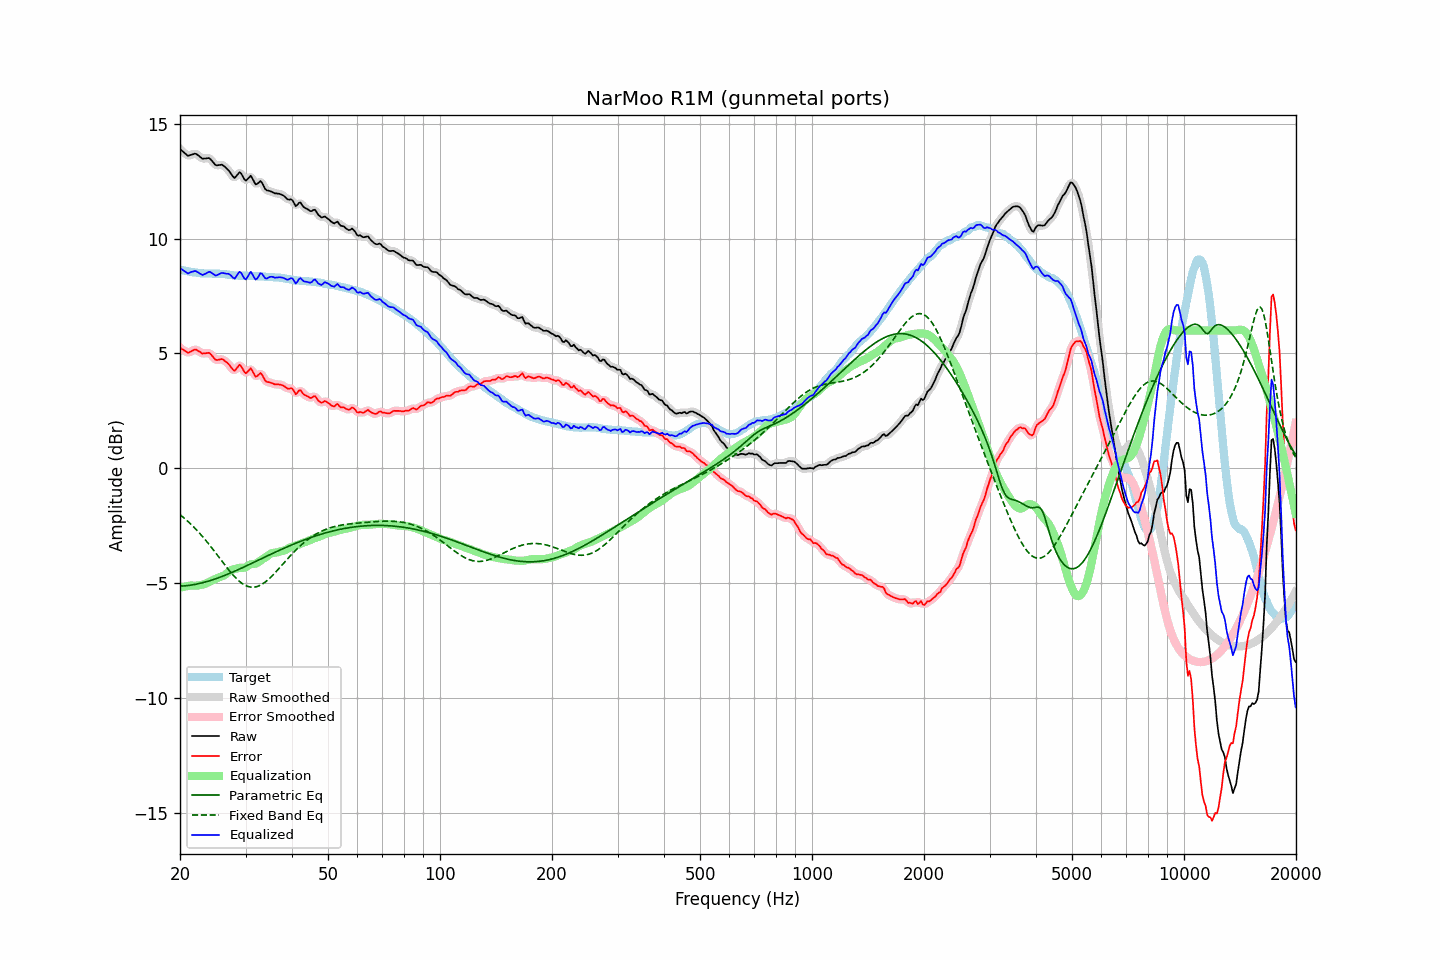 NarMoo R1M (gunmetal ports)
15
10
5
0
−5
−10
−15
Amplitude (dBr)
Target
Raw Smoothed
Error Smoothed
Raw
Error
Equalization
Parametric Eq
Fixed Band Eq
Equalized
20
50
100
200
500
1000
2000
5000
10000
20000
Frequency (Hz)